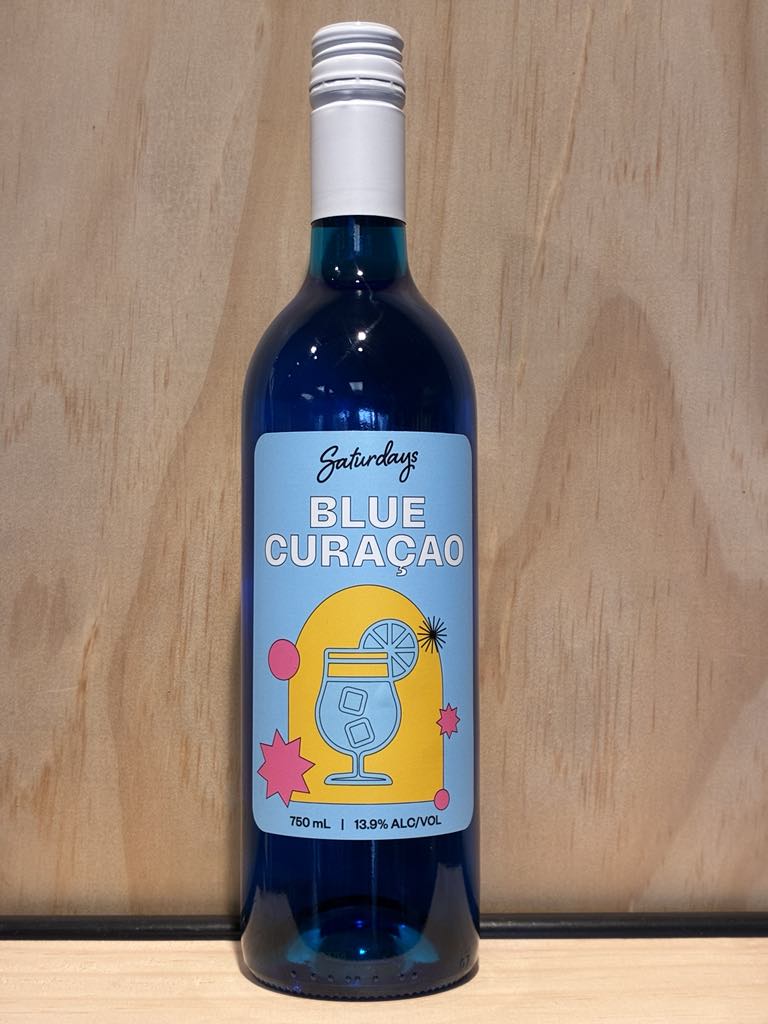 Saturdays
BLUE
CURAÇAO
750 mL | 13.9% ALC/VOL